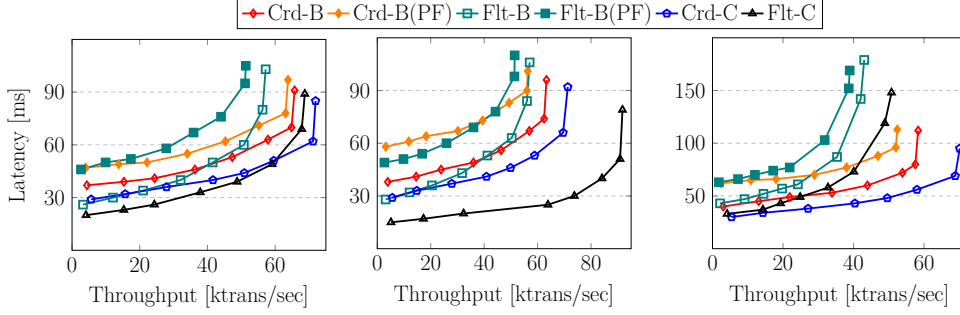 Crd-B Crd-B(PF) Flt-B Flt-B(PF) Crd-C Flt-C
Latency [ms]
90
60
30
0 20 40 60
Throughput [ktrans/sec]
90
60
30
0 20 40 60 80
Throughput [ktrans/sec]
150
100
50
0 20 40 60
Throughput [ktrans/sec]